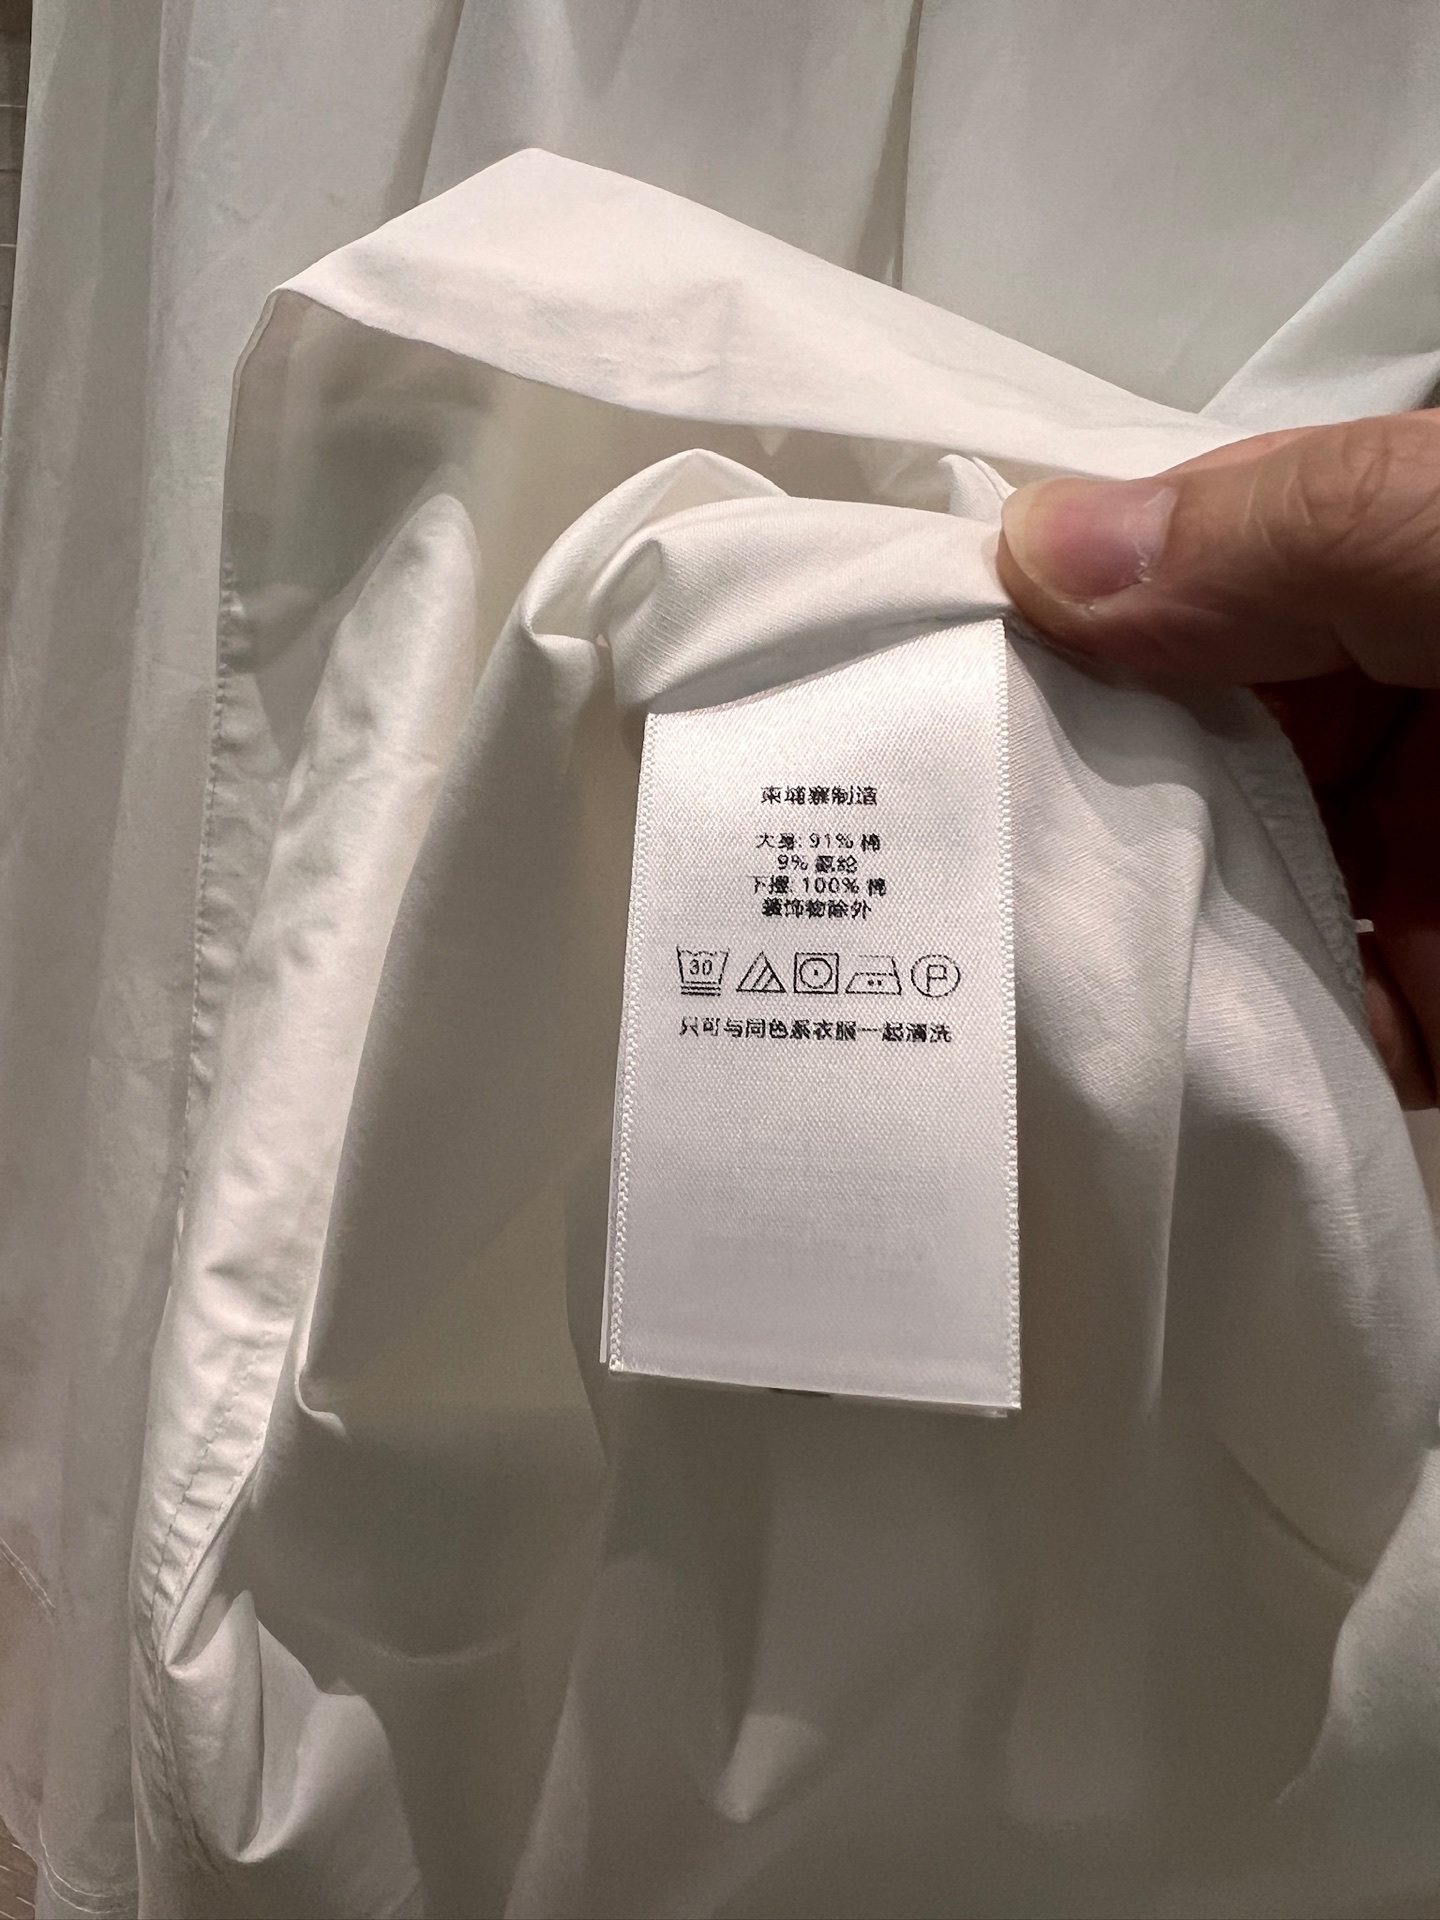 柬埔寨制造
大身: 91% 棉
9% 氨纶
下摆: 100% 棉
装饰物除外
30
P
只可与同色系衣服一起清洗